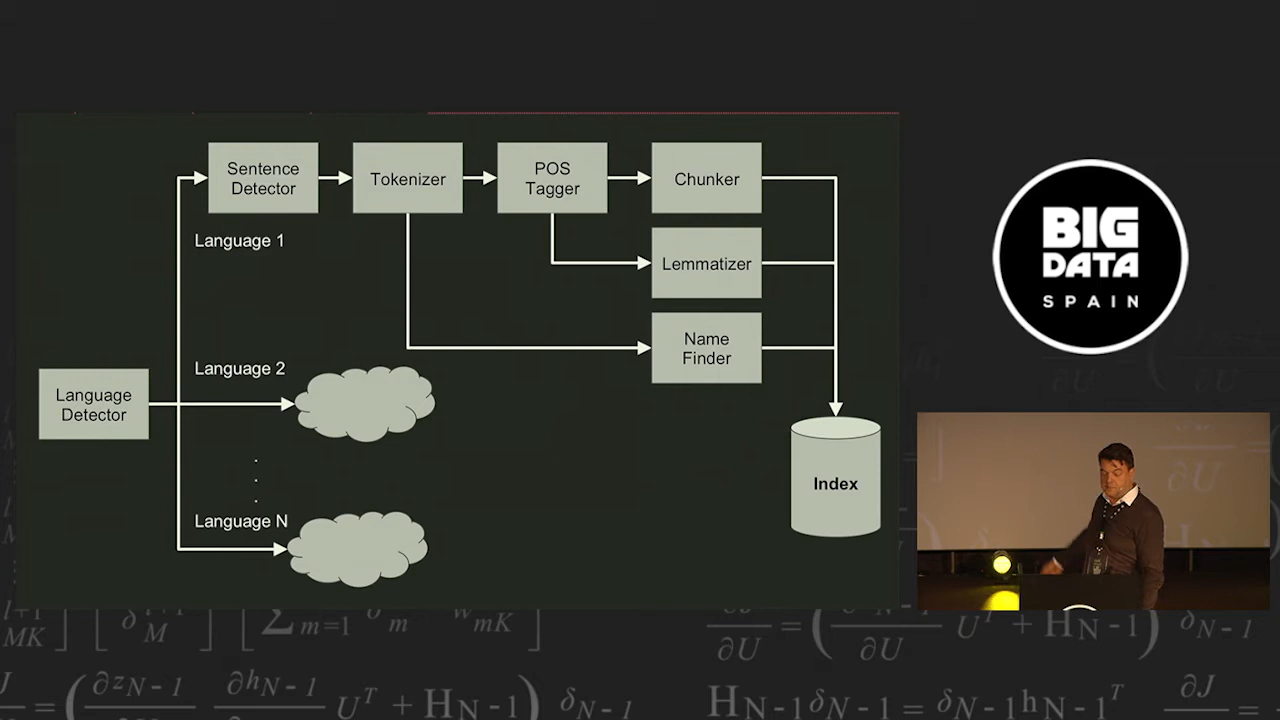 Sentence
Detector
Tokenizer
POS
Tagger
Chunker
Language 1
Lemmatizer
Name
Finder
Language 2
Language
Detector
Language N
Index
BIG
DATA
SPAIN